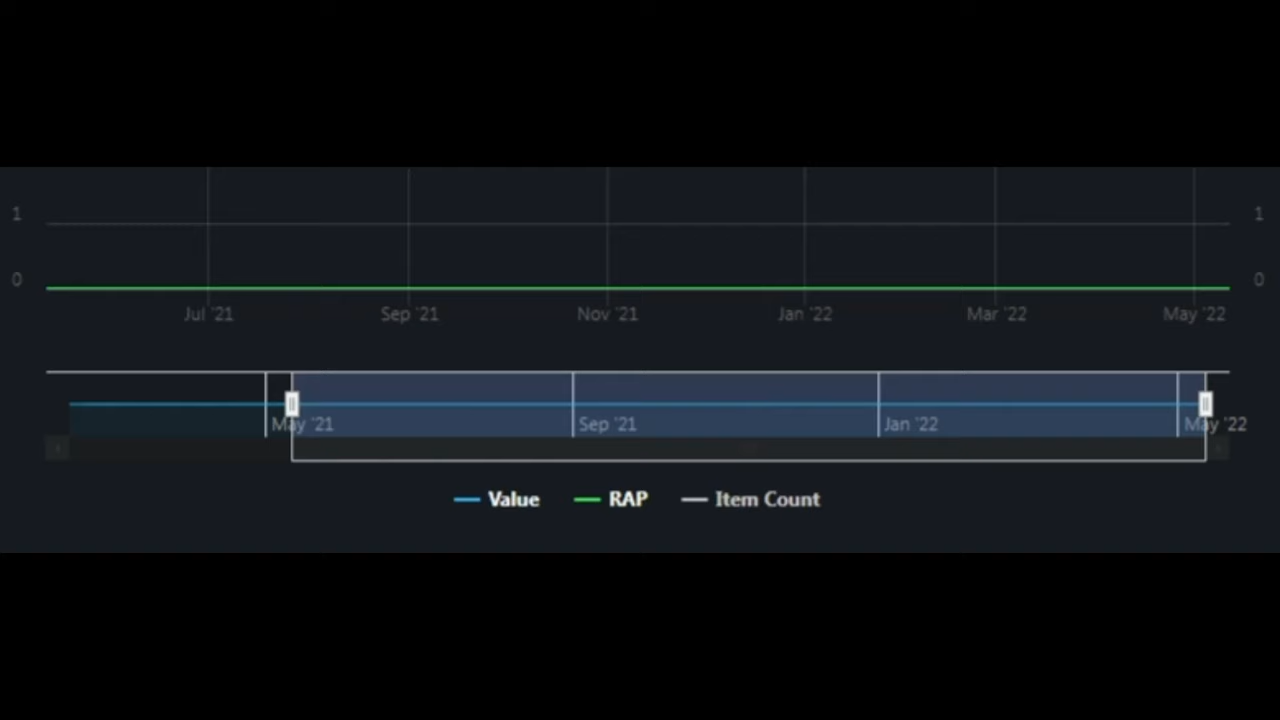 1 1
0 0
Jul '21 Sep '21 Nov '21 Jan '22 Mar '22 May '22
May '21 Sep '21 Jan '22 May '22
Value RAP Item Count